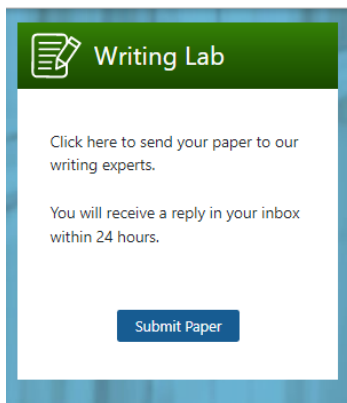 Writing Lab
Click here to send your paper to our
writing experts.
You will receive a reply in your inbox
within 24 hours.
Submit Paper